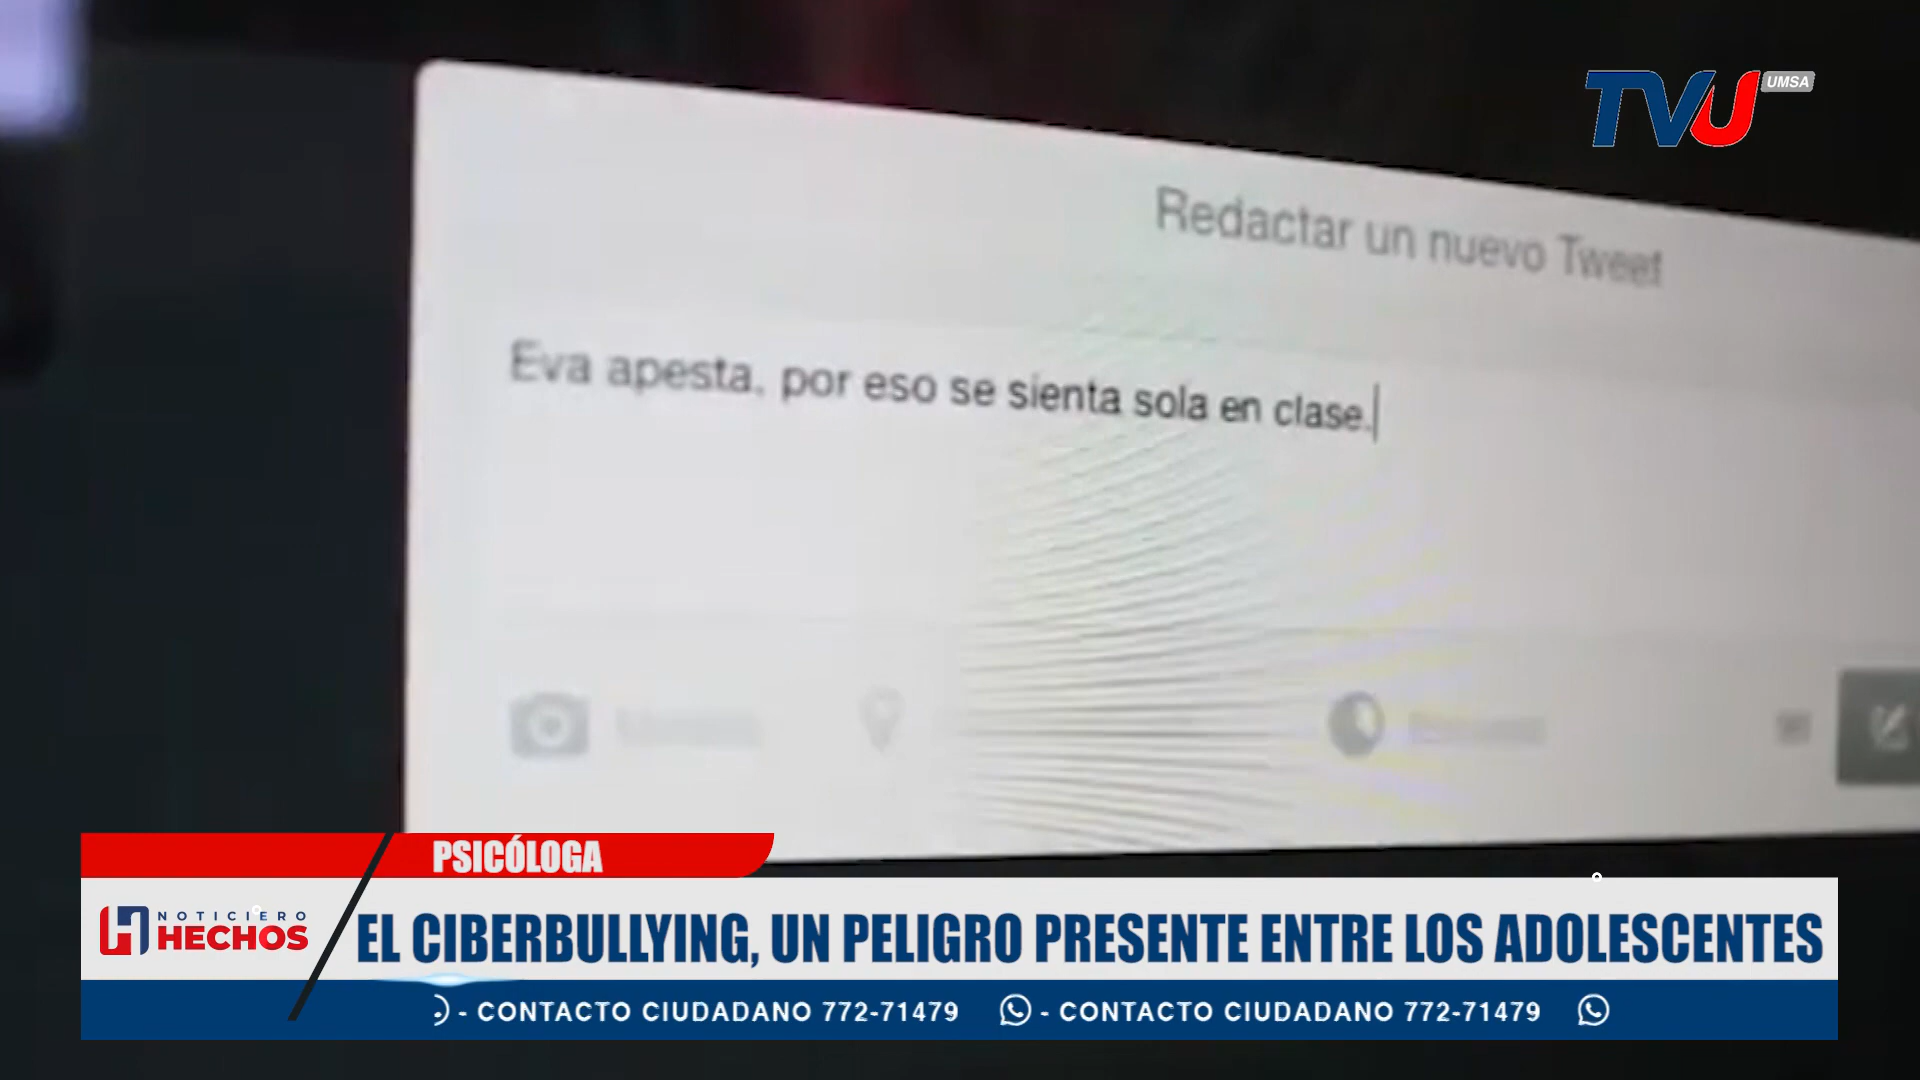 TVU UMSA
Redactar un nuevo Tweet
Eva apesta, por eso se sienta sola en clase.
PSICÓLOGA
NOTICIERO
HECHOS
EL CIBERBULLYING, UN PELIGRO PRESENTE ENTRE LOS ADOLESCENTES
- CONTACTO CIUDADANO 772-71479 - CONTACTO CIUDADANO 772-71479